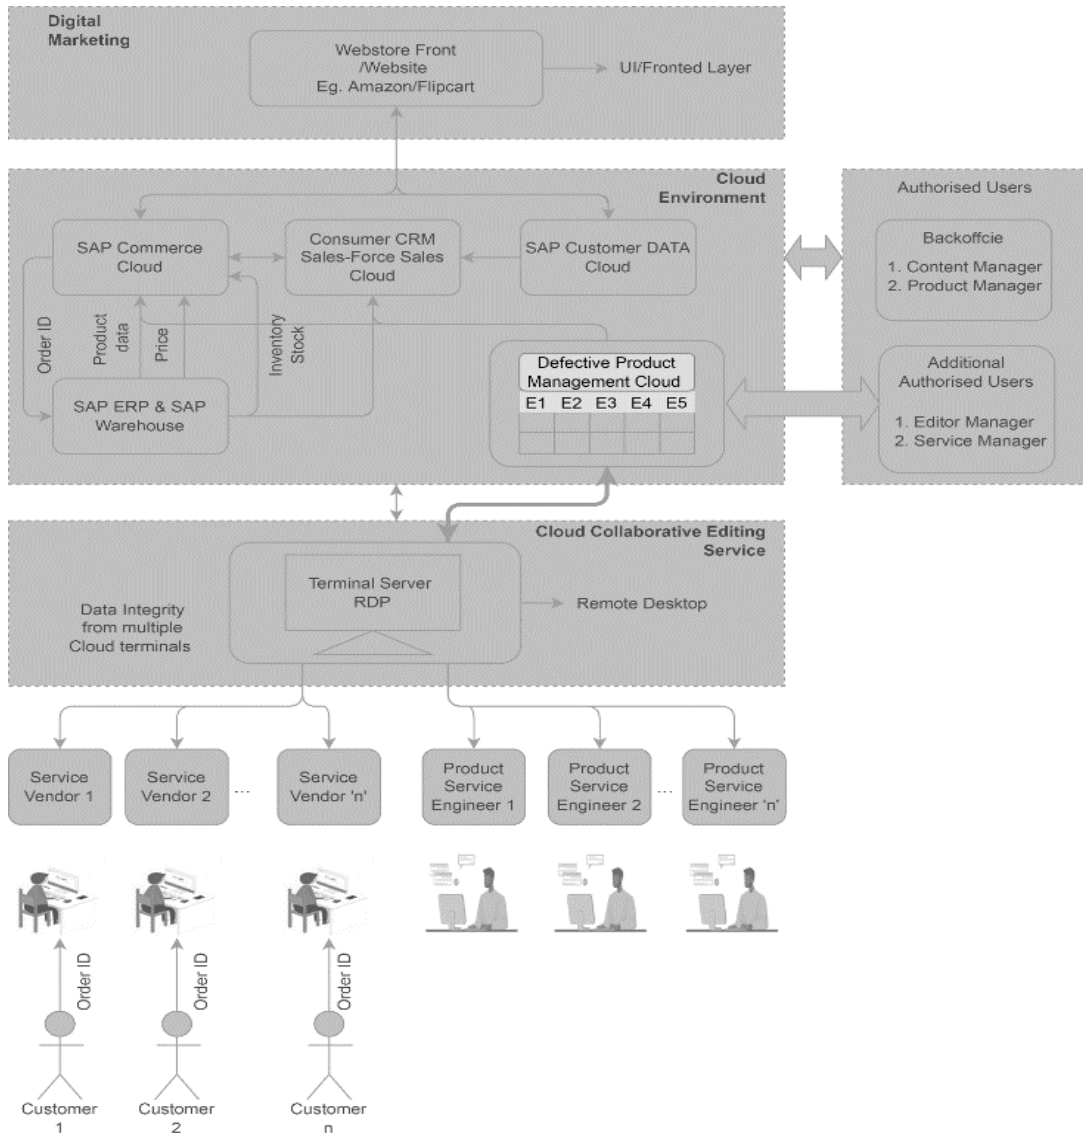 Digital
Marketing
Webstore Front
/Website
Eg. Amazon/Flipcart
UI/Fronted Layer
Cloud
Environment
SAP Commerce
Cloud
Consumer CRM
Sales-Force Sales
Cloud
SAP Customer DATA
Cloud
Order ID
Product
data
Price
Inventory
Stock
SAP ERP & SAP
Warehouse
Defective Product
Management Cloud
E1 E2 E3 E4 E5
Authorised Users
Backoffcie
1. Content Manager
2. Product Manager
Additional
Authorised Users
1. Editor Manager
2. Service Manager
Cloud Collaborative Editing
Service
Terminal Server
RDP
Remote Desktop
Data Integrity
from multiple
Cloud terminals
Service
Vendor 1
Service
Vendor 2
...
Service
Vendor 'n'
Product
Service
Engineer 1
Product
Service
Engineer 2
...
Product
Service
Engineer 'n'
Order ID
Order ID
Order ID
Customer
1
Customer
2
Customer
n